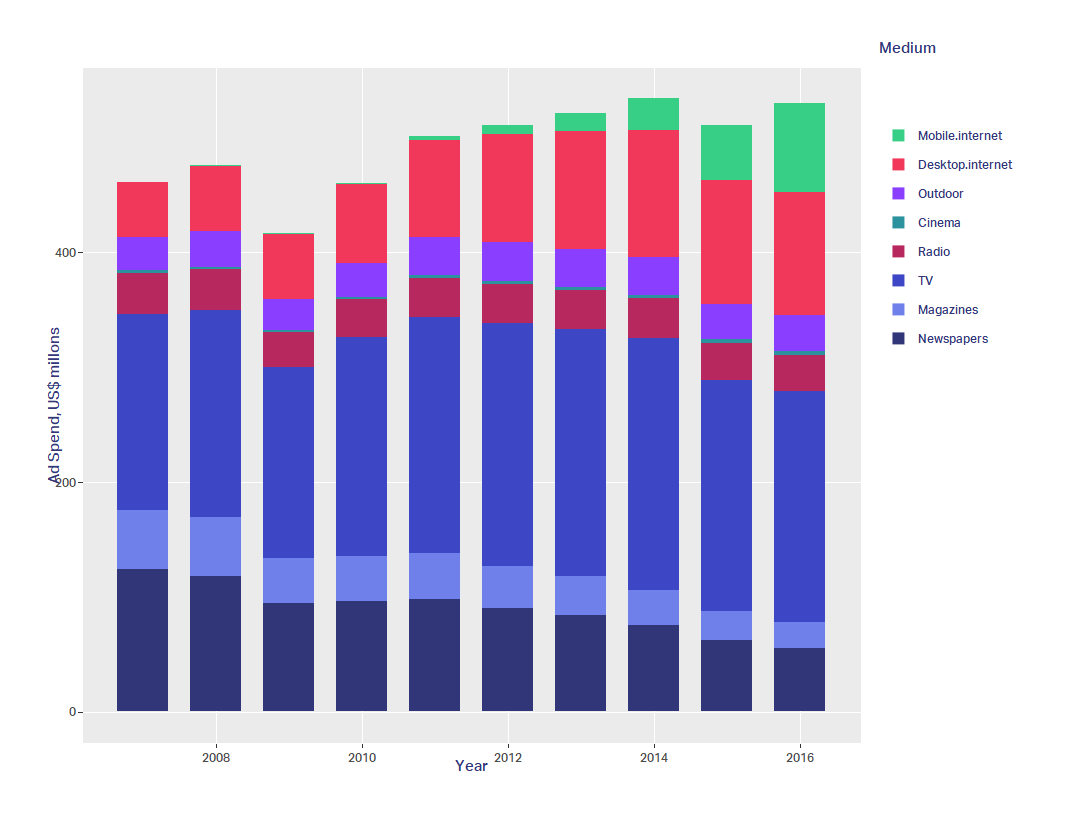 Medium
Mobile.internet
Desktop.internet
Outdoor
Cinema
Radio
TV
Magazines
Newspapers
Ad Spend, US$ millions
400
200
0
2008
2010
2012
2014
2016
Year